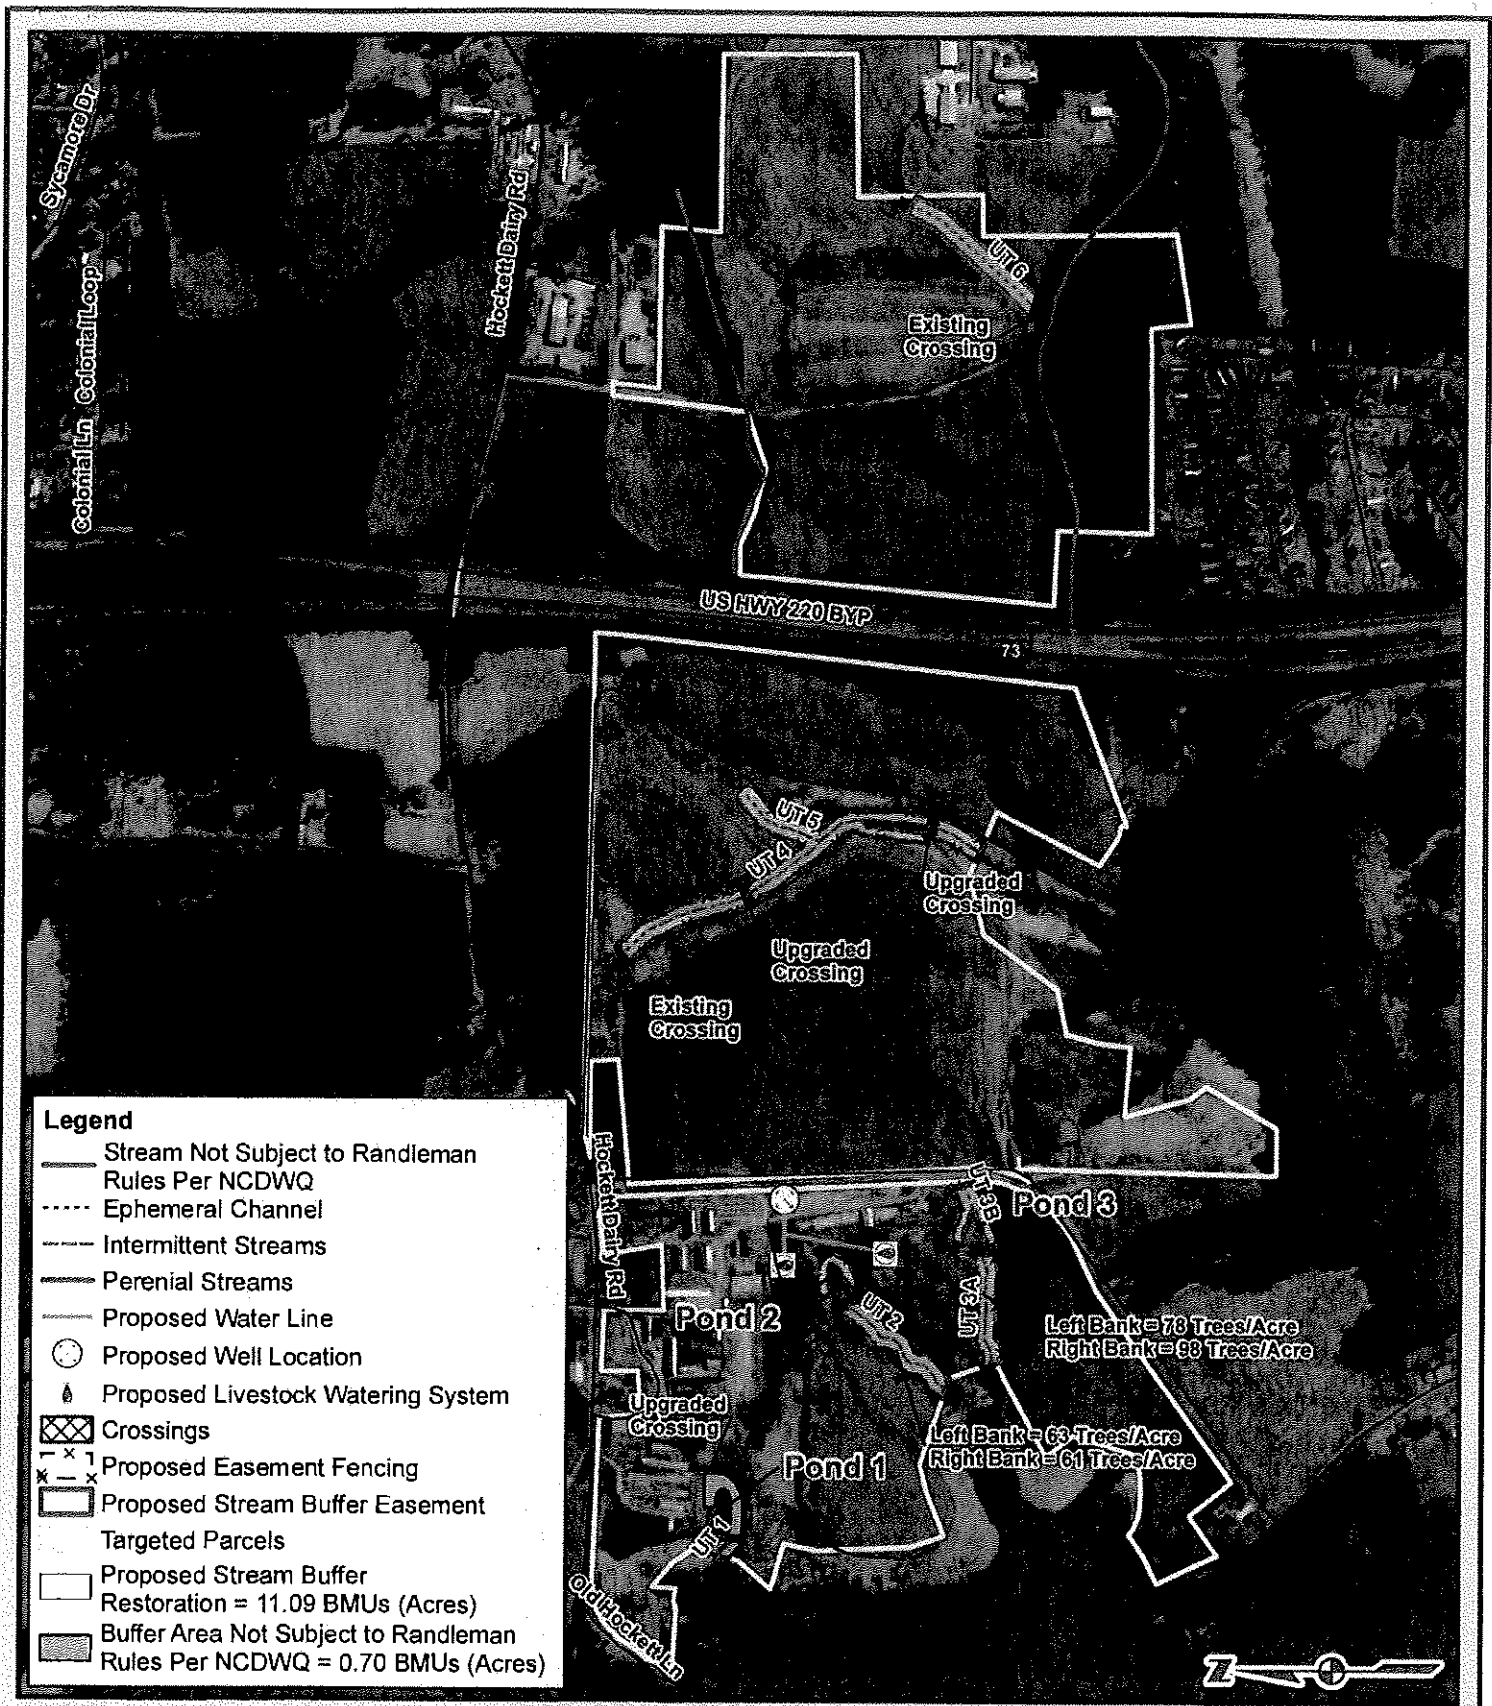 Sycamore Dr
Hockett Dairy Rd
Colonial Loop
Colonial Ln
UT 6
Existing
Crossing
US HWY 220 BYP
73
UT 5
UT 4
Upgraded
Crossing
Upgraded
Crossing
Existing
Crossing
Hockett Dairy Rd
UT 3B
Pond 3
UT 3A
UT 2
Pond 2
Left Bank = 78 Trees/Acre
Right Bank = 98 Trees/Acre
Upgraded
Crossing
Left Bank = 63 Trees/Acre
Right Bank = 61 Trees/Acre
Pond 1
UT 1
Old Hockett Ln
Legend
Stream Not Subject to Randleman
Rules Per NCDWQ
Ephemeral Channel
Intermittent Streams
Perenial Streams
Proposed Water Line
Proposed Well Location
Proposed Livestock Watering System
Crossings
Proposed Easement Fencing
Proposed Stream Buffer Easement
Targeted Parcels
Proposed Stream Buffer
Restoration = 11.09 BMUs (Acres)
Buffer Area Not Subject to Randleman
Rules Per NCDWQ = 0.70 BMUs (Acres)
Z